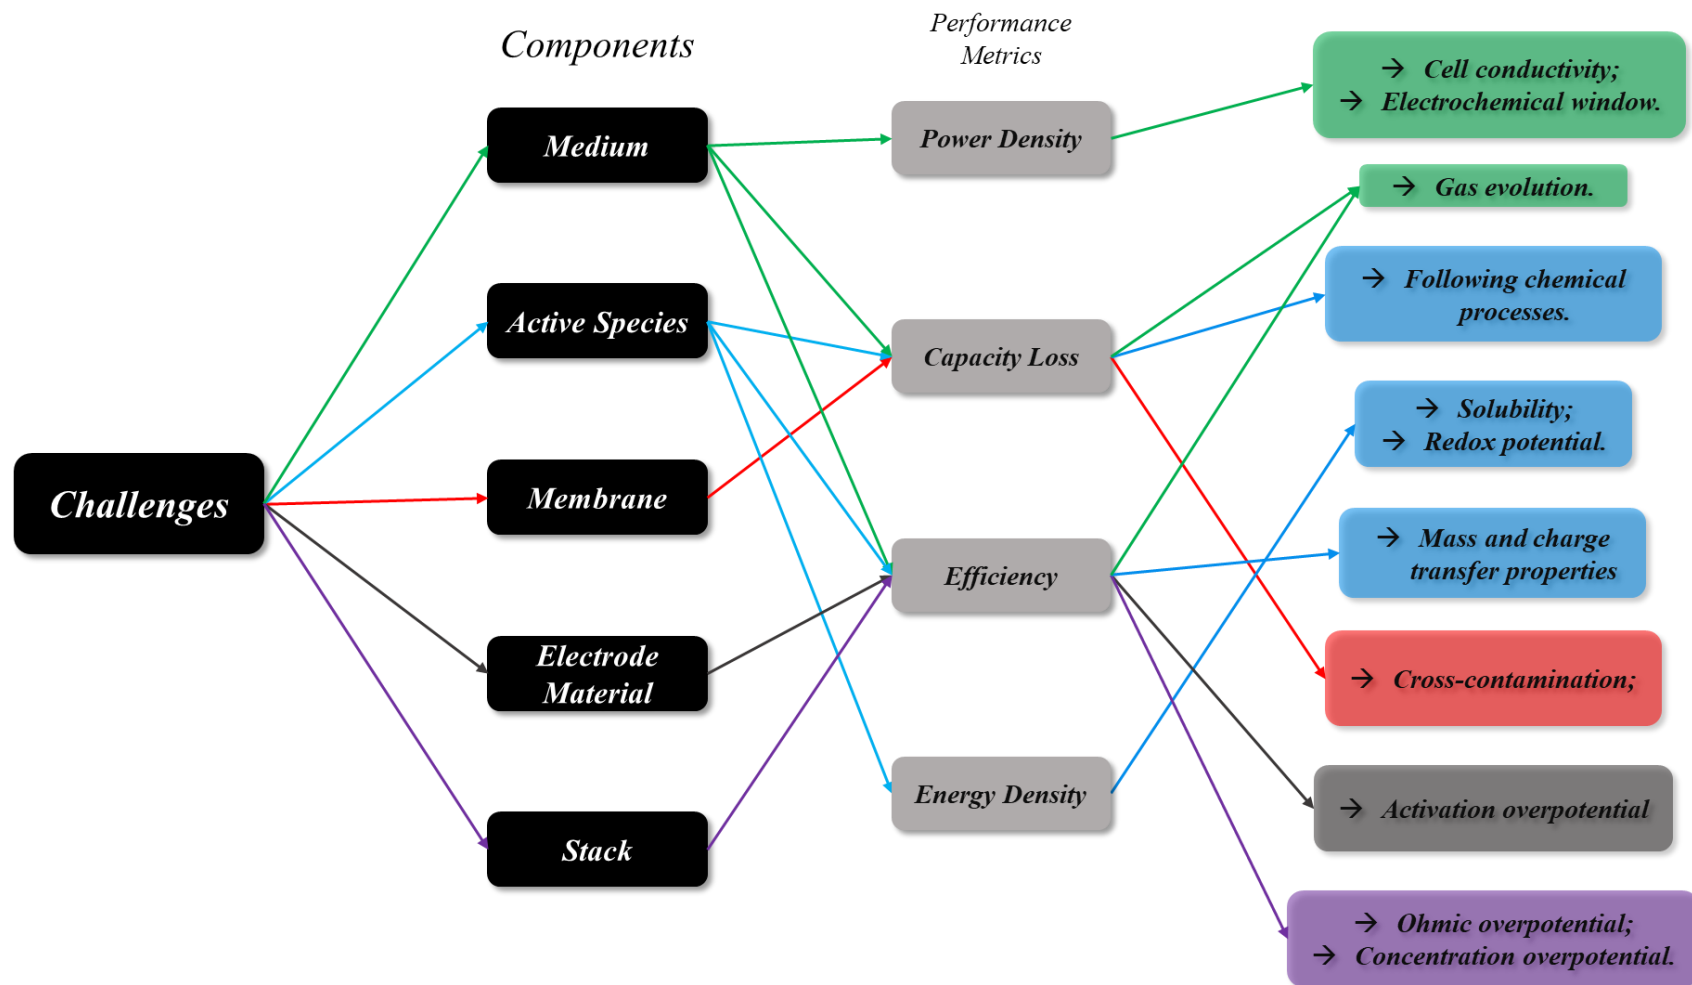 Components
Performance
Metrics
Challenges
Medium
Active Species
Membrane
Electrode
Material
Stack
Power Density
Capacity Loss
Efficiency
Energy Density
→ Cell conductivity;
→ Electrochemical window.
→ Gas evolution.
→ Following chemical
processes.
→ Solubility;
→ Redox potential.
→ Mass and charge
transfer properties
→ Cross-contamination;
→ Activation overpotential
→ Ohmic overpotential;
→ Concentration overpotential.